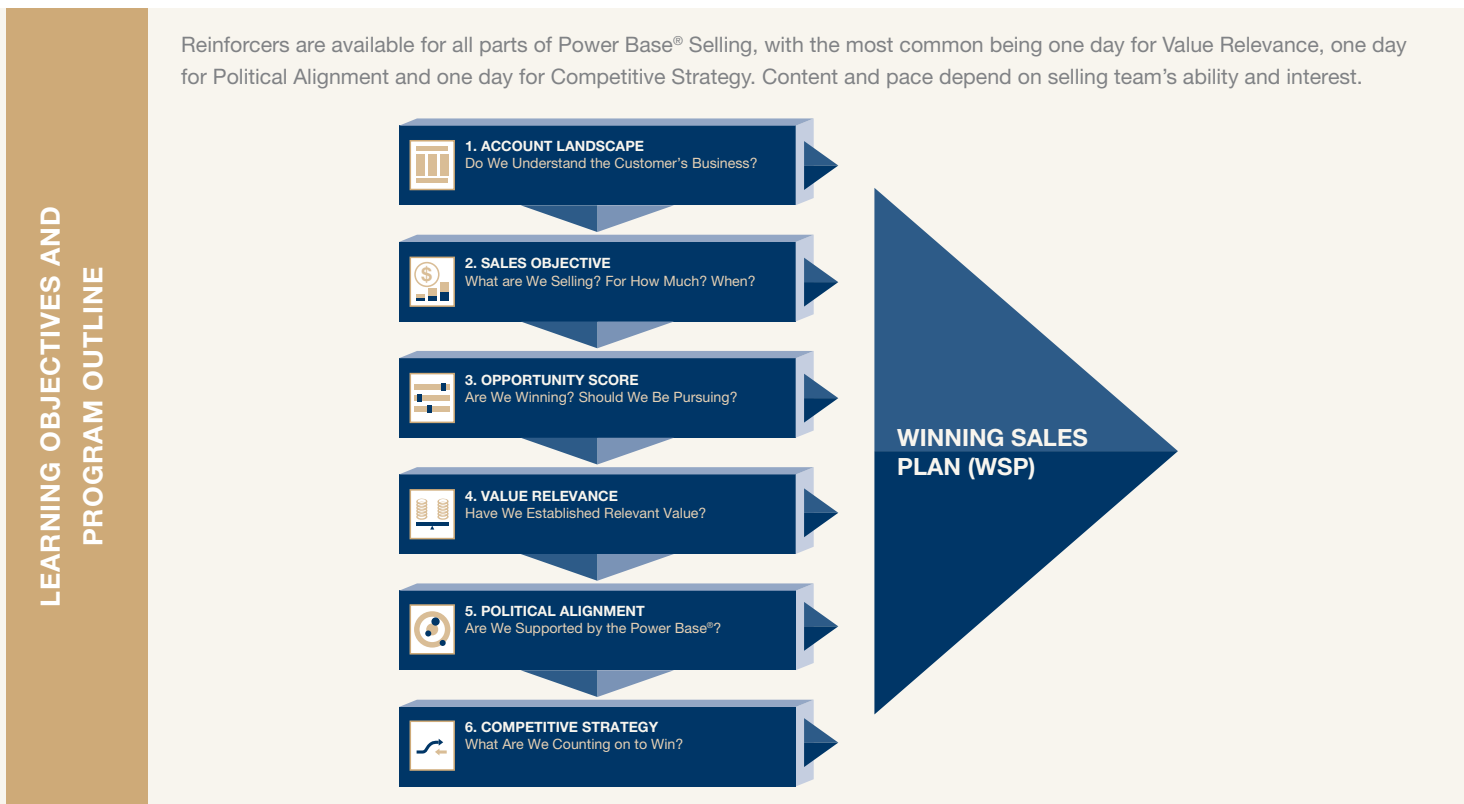 LEARNING OBJECTIVES AND
PROGRAM OUTLINE
Reinforcers are available for all parts of Power Base® Selling, with the most common being one day for Value Relevance, one day
for Political Alignment and one day for Competitive Strategy. Content and pace depend on selling team’s ability and interest.
1. ACCOUNT LANDSCAPE
Do We Understand the Customer’s Business?
2. SALES OBJECTIVE
What are We Selling? For How Much? When?
$
3. OPPORTUNITY SCORE
Are We Winning? Should We Be Pursuing?
4. VALUE RELEVANCE
Have We Established Relevant Value?
5. POLITICAL ALIGNMENT
Are We Supported by the Power Base®?
6. COMPETITIVE STRATEGY
What Are We Counting on to Win?
WINNING SALES
PLAN (WSP)